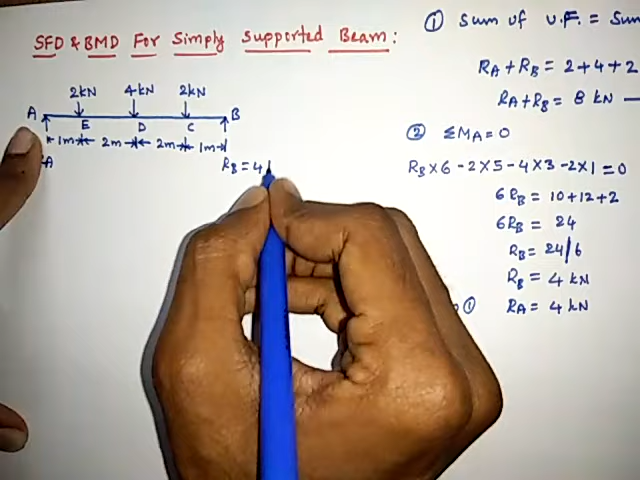 SFD & BMD For Simply Supported Beam :
2kN 4kN 2kN
A B
E D C
1m 2m 2m 1m
A RB = 4
① Sum of U.F. = Sum
RA + RB = 2+4+2
RA + RB = 8 kN —
② ΣMA = 0
RB × 6 - 2×5 - 4×3 - 2×1 = 0
6RB = 10+12+2
6RB = 24
RB = 24/6
RB = 4 kN
① RA = 4 kN